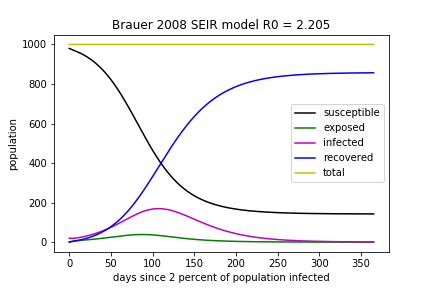 Brauer 2008 SEIR model R0 = 2.205
population
1000
800
600
400
200
0
susceptible
exposed
infected
recovered
total
0 50 100 150 200 250 300 350
days since 2 percent of population infected